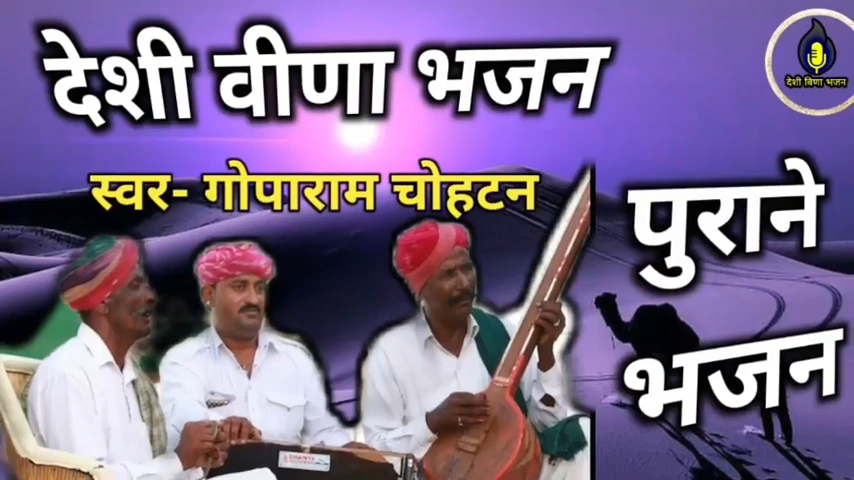 देशी वीणा भजन
देशी विणा भजन
स्वर- गोपाराम चोहटन
पुराने
भजन